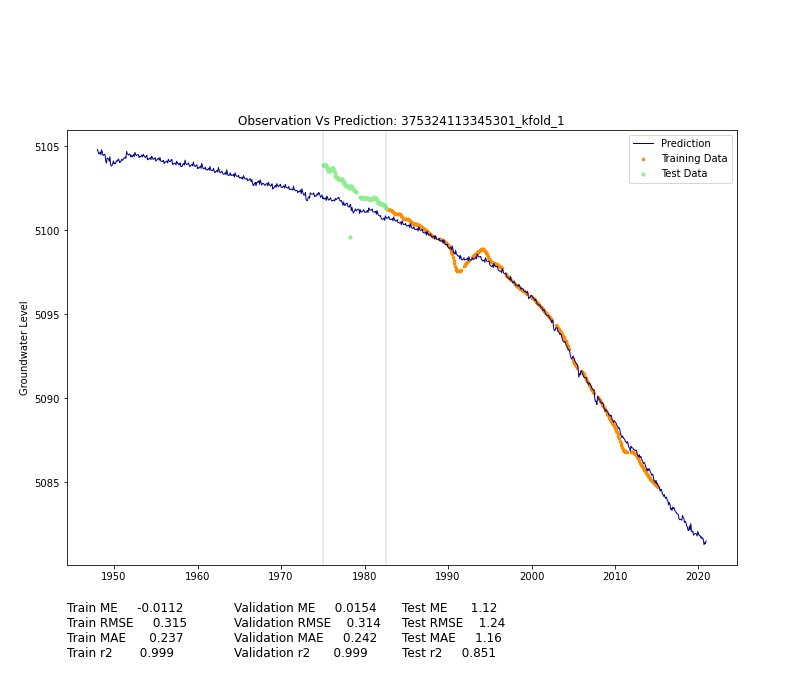 Observation Vs Prediction: 375324113345301_kfold_1
Prediction
Training Data
Test Data
Groundwater Level
5105
5100
5095
5090
5085
1950 1960 1970 1980 1990 2000 2010 2020
Train ME -0.0112 Validation ME 0.0154 Test ME 1.12
Train RMSE 0.315 Validation RMSE 0.314 Test RMSE 1.24
Train MAE 0.237 Validation MAE 0.242 Test MAE 1.16
Train r2 0.999 Validation r2 0.999 Test r2 0.851